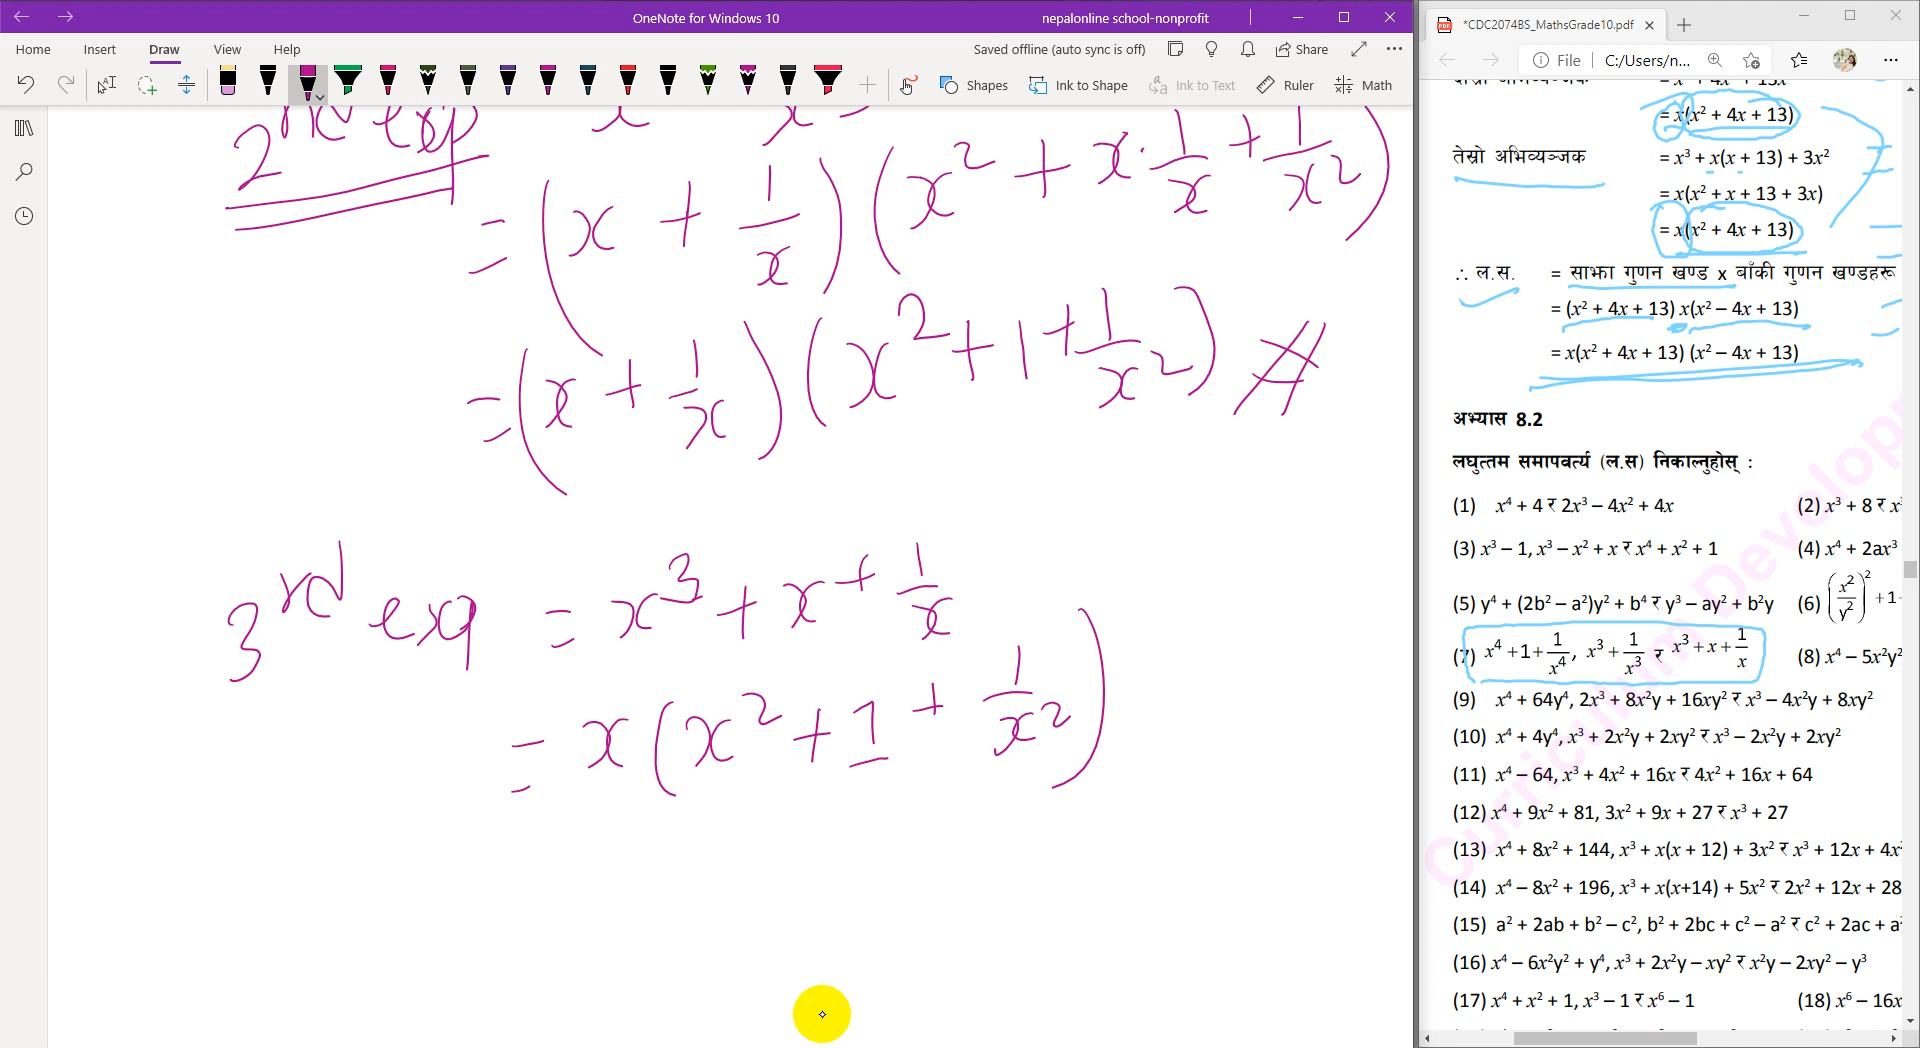 OneNote for Windows 10
nepalonline school-nonprofit
Home Insert Draw View Help
Saved offline (auto sync is off) Share
Shapes Ink to Shape Ink to Text Ruler Math
2nd exp
= (x + 1/x) (x² + x · 1/x + 1/x²)
= (x + 1/x) (x² + 1 + 1/x²) #
3rd exp = x³ + x + 1/x
= x (x² + 1 + 1/x²)
*CDC2074BS_MathsGrade10.pdf
File C:/Users/n...
= x(x² + 4x + 13)
तेस्रो अभिव्यञ्जक = x³ + x(x + 13) + 3x²
= x(x² + x + 13 + 3x)
= x(x² + 4x + 13)
∴ ल.स. = साझा गुणन खण्ड x बाँकी गुणन खण्डहरू
= (x² + 4x + 13) x(x² – 4x + 13)
= x(x² + 4x + 13) (x² – 4x + 13)
अभ्यास 8.2
लघुत्तम समापवर्त्य (ल.स) निकाल्नुहोस् :
(1) x⁴ + 4 र 2x³ – 4x² + 4x (2) x³ + 8 र x
(3) x³ – 1, x³ – x² + x र x⁴ + x² + 1 (4) x⁴ + 2ax³
(5) y⁴ + (2b² – a²)y² + b⁴ र y³ – ay² + b²y (6) (x²/y²)² + 1
(7) x⁴ + 1 + 1/x⁴, x³ + 1/x³ र x³ + x + 1/x (8) x⁴ – 5x²y²
(9) x⁴ + 64y⁴, 2x³ + 8x²y + 16xy² र x³ – 4x²y + 8xy²
(10) x⁴ + 4y⁴, x³ + 2x²y + 2xy² र x³ – 2x²y + 2xy²
(11) x⁴ – 64, x³ + 4x² + 16x र 4x² + 16x + 64
(12) x⁴ + 9x² + 81, 3x² + 9x + 27 र x³ + 27
(13) x⁴ + 8x² + 144, x³ + x(x + 12) + 3x² र x³ + 12x + 4x²
(14) x⁴ – 8x² + 196, x³ + x(x+14) + 5x² र 2x² + 12x + 28
(15) a² + 2ab + b² – c², b² + 2bc + c² – a² र c² + 2ac + a²
(16) x⁴ – 6x²y² + y⁴, x³ + 2x²y – xy² र x²y – 2xy² – y³
(17) x⁴ + x² + 1, x³ – 1 र x⁶ – 1 (18) x⁶ – 16x
Curriculum Develop